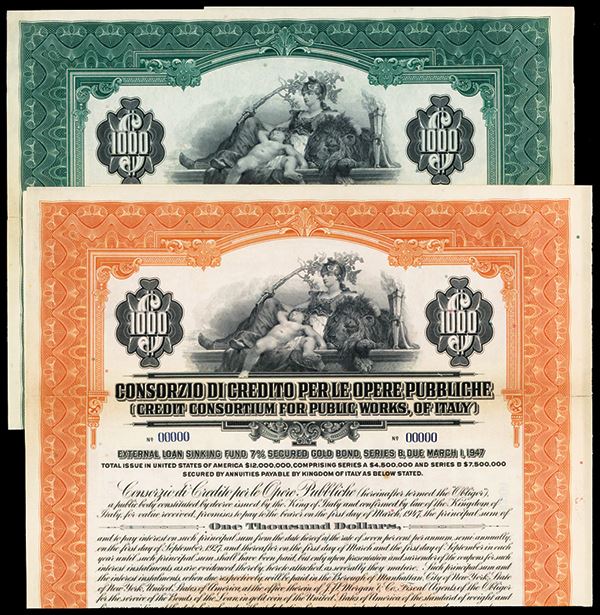 $ 1000
$ 1000
$ 1000
$ 1000
CONSORZIO DI CREDITO PER LE OPERE PUBBLICHE
(CREDIT CONSORTIUM FOR PUBLIC WORKS, OF ITALY)
Nº 00000
Nº 00000
EXTERNAL LOAN SINKING FUND 7% SECURED GOLD BOND, SERIES B, DUE MARCH 1, 1947
TOTAL ISSUE IN UNITED STATES OF AMERICA $12,000,000, COMPRISING SERIES A $4,500,000 AND SERIES B $7,500,000
SECURED BY ANNUITIES PAYABLE BY KINGDOM OF ITALY AS BELOW STATED.
Consorzio di Credito per le Opere Pubbliche (hereinafter termed the "Obligor"),
a public body constituted by decree issued by the King of Italy and confirmed by law of the Kingdom of
Italy, for value received, promises to pay to the bearer on the first day of March, 1947, the principal sum of
One Thousand Dollars,
and to pay interest on such principal sum from the date hereof at the rate of seven per cent per annum, semi-annually,
on the first day of September, 1927, and thereafter on the first day of March and the first day of September in each
year until such principal sum shall have been paid, but only upon presentation and surrender of the coupons for such
interest instalments as are evidenced thereby, hereto attached, as severally they mature. Such principal sum and
the interest instalments, when due, respectively will be paid in the Borough of Manhattan, City of New York, State
of New York, United States of America, at the office therein of J.P. Morgan & Co., Fiscal Agents of the Obligor
for the service of the Bonds of the Loan, in gold coin of the United States of America of the standard of weight and